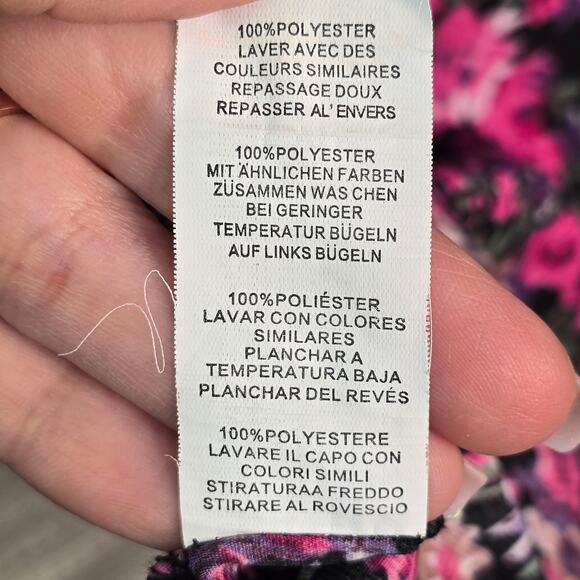 100%POLYESTER
LAVER AVEC DES
COULEURS SIMILAIRES
REPASSAGE DOUX
REPASSER AL' ENVERS
100%POLYESTER
MIT ÄHNLICHEN FARBEN
ZÜSAMMEN WAS CHEN
BEI GERINGER
TEMPERATUR BÜGELN
AUF LINKS BÜGELN
100%POLIÉSTER
LAVAR CON COLORES
SIMILARES
PLANCHAR A
TEMPERATURA BAJA
PLANCHAR DEL REVÉS
100%POLYESTERE
LAVARE IL CAPO CON
COLORI SIMILI
STIRATURAA FREDDO
STIRARE AL ROVESCIO